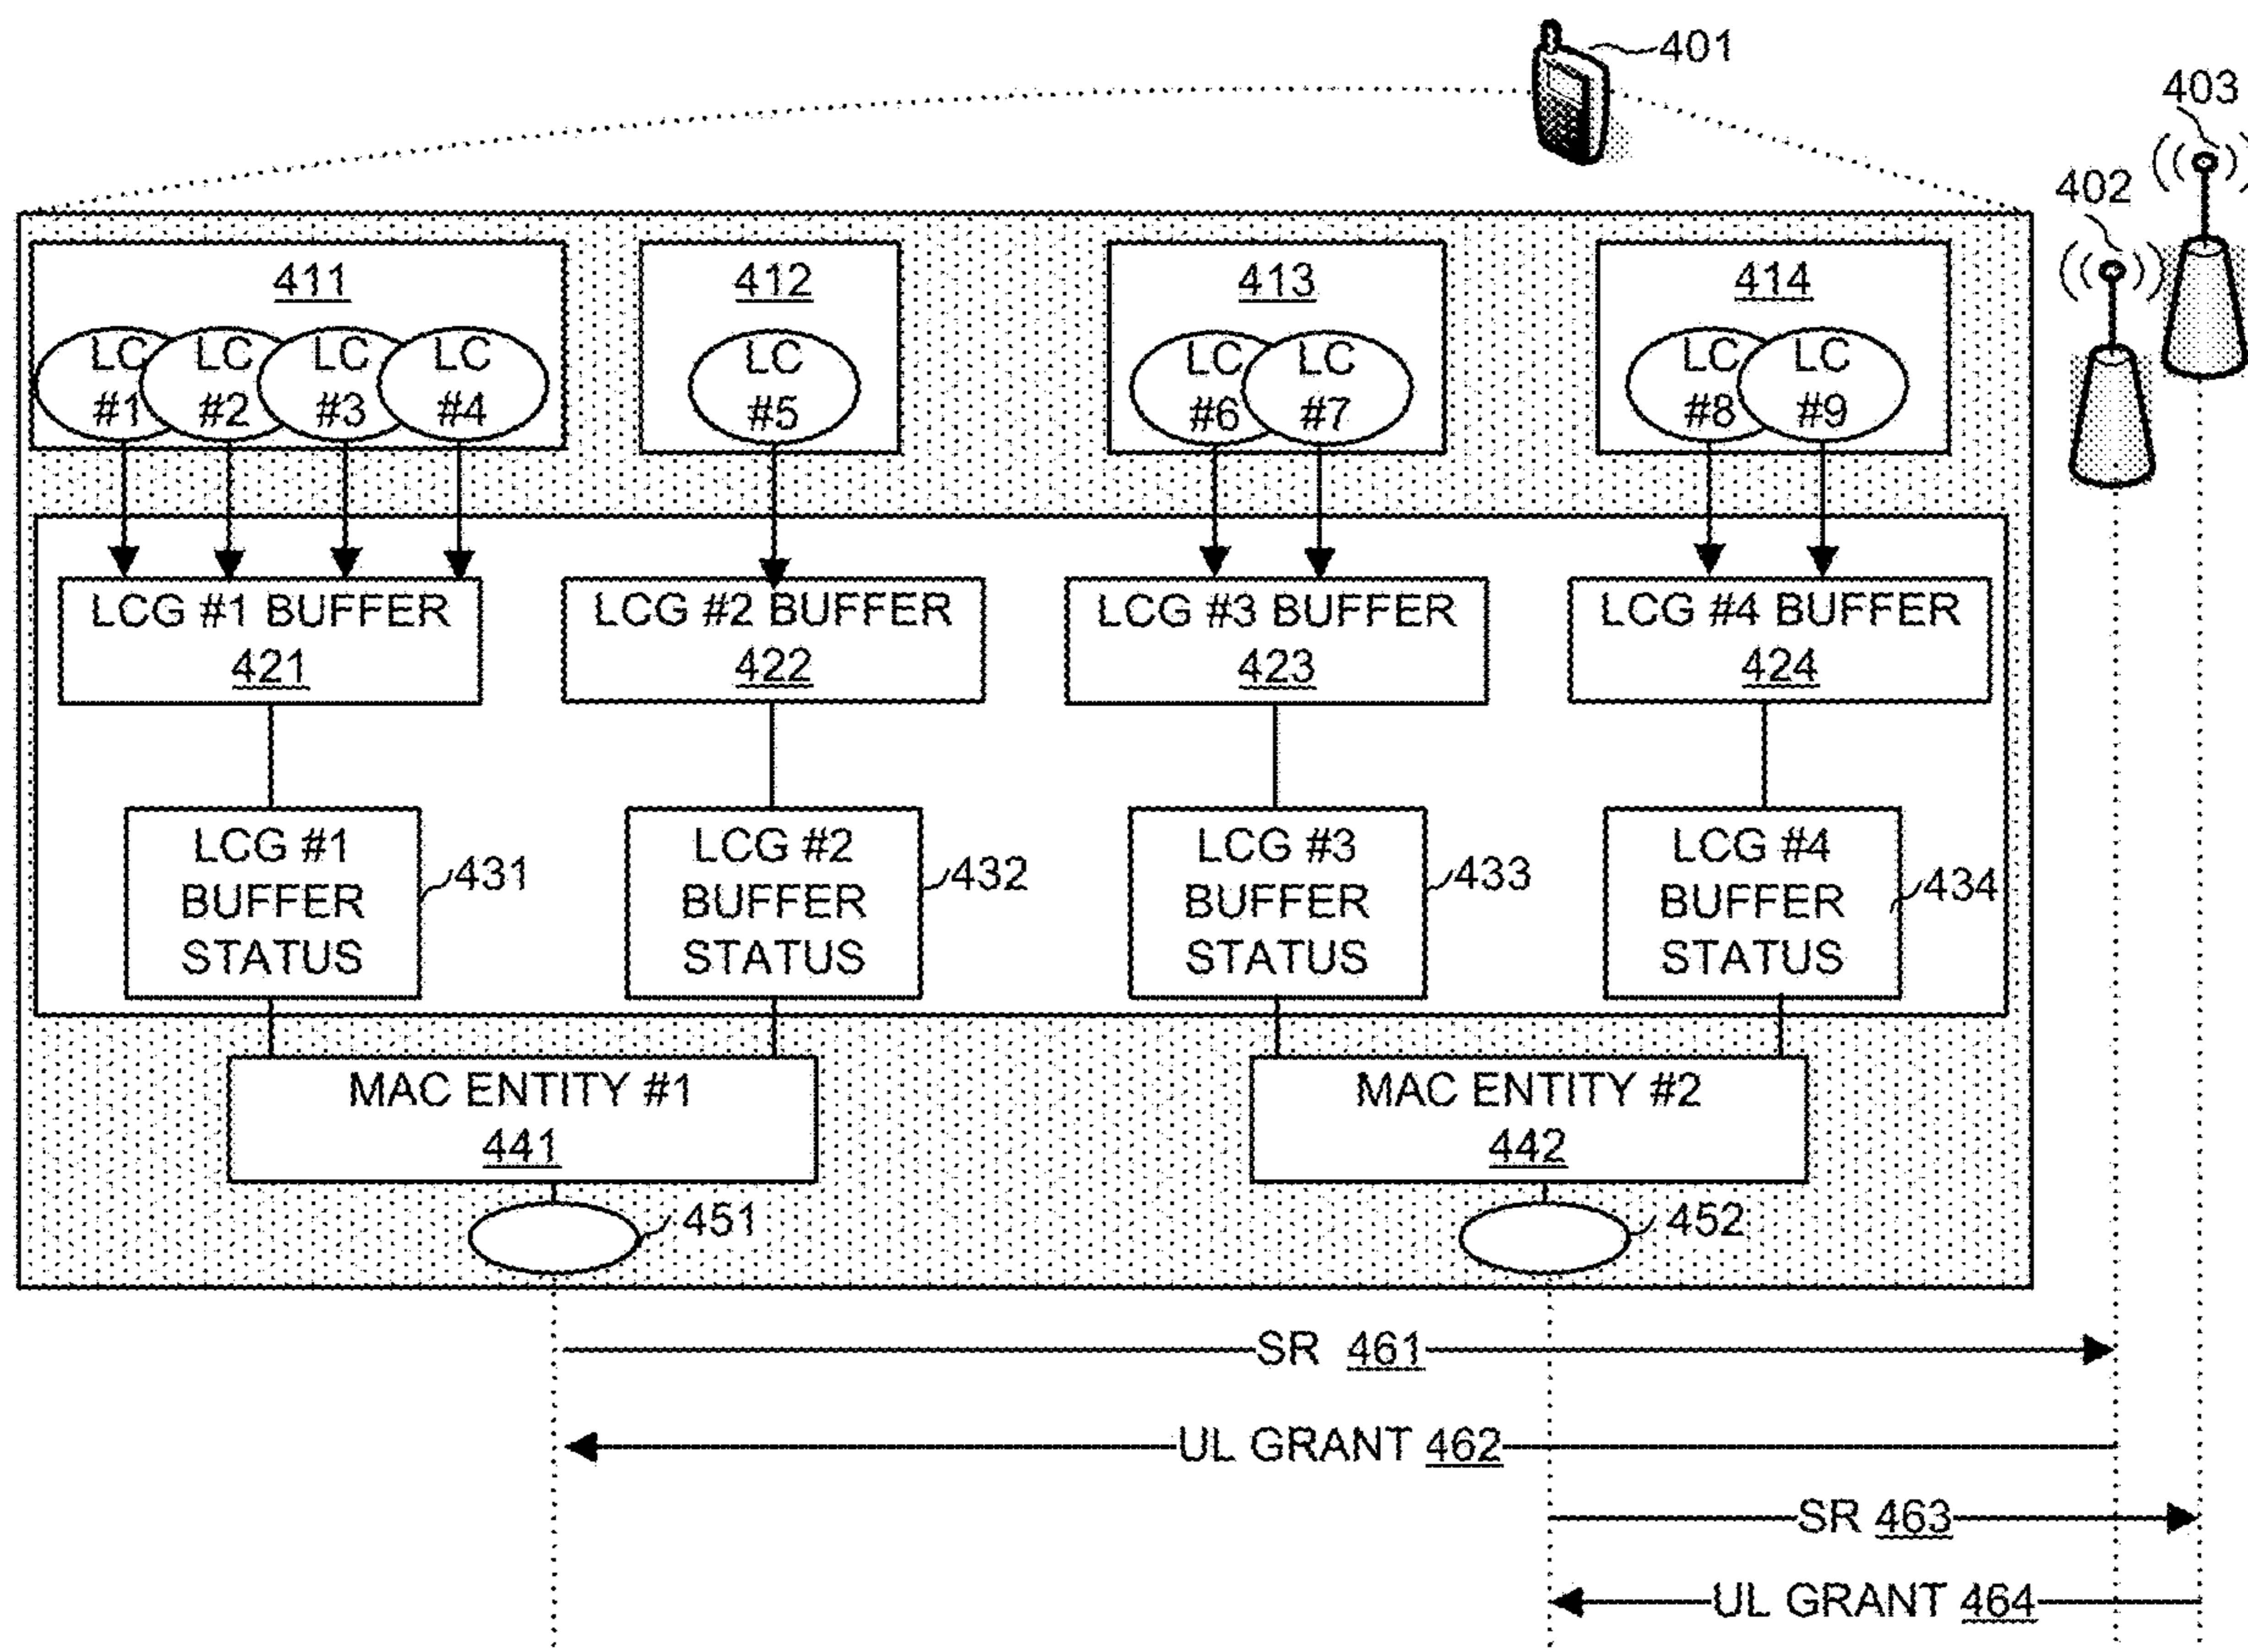 401
403
402
411
412
413
414
LC #1
LC #2
LC #3
LC #4
LC #5
LC #6
LC #7
LC #8
LC #9
LCG #1 BUFFER
421
LCG #2 BUFFER
422
LCG #3 BUFFER
423
LCG #4 BUFFER
424
LCG #1
BUFFER
STATUS
431
LCG #2
BUFFER
STATUS
432
LCG #3
BUFFER
STATUS
433
LCG #4
BUFFER
STATUS
434
MAC ENTITY #1
441
MAC ENTITY #2
442
451
452
SR 461
UL GRANT 462
SR 463
UL GRANT 464